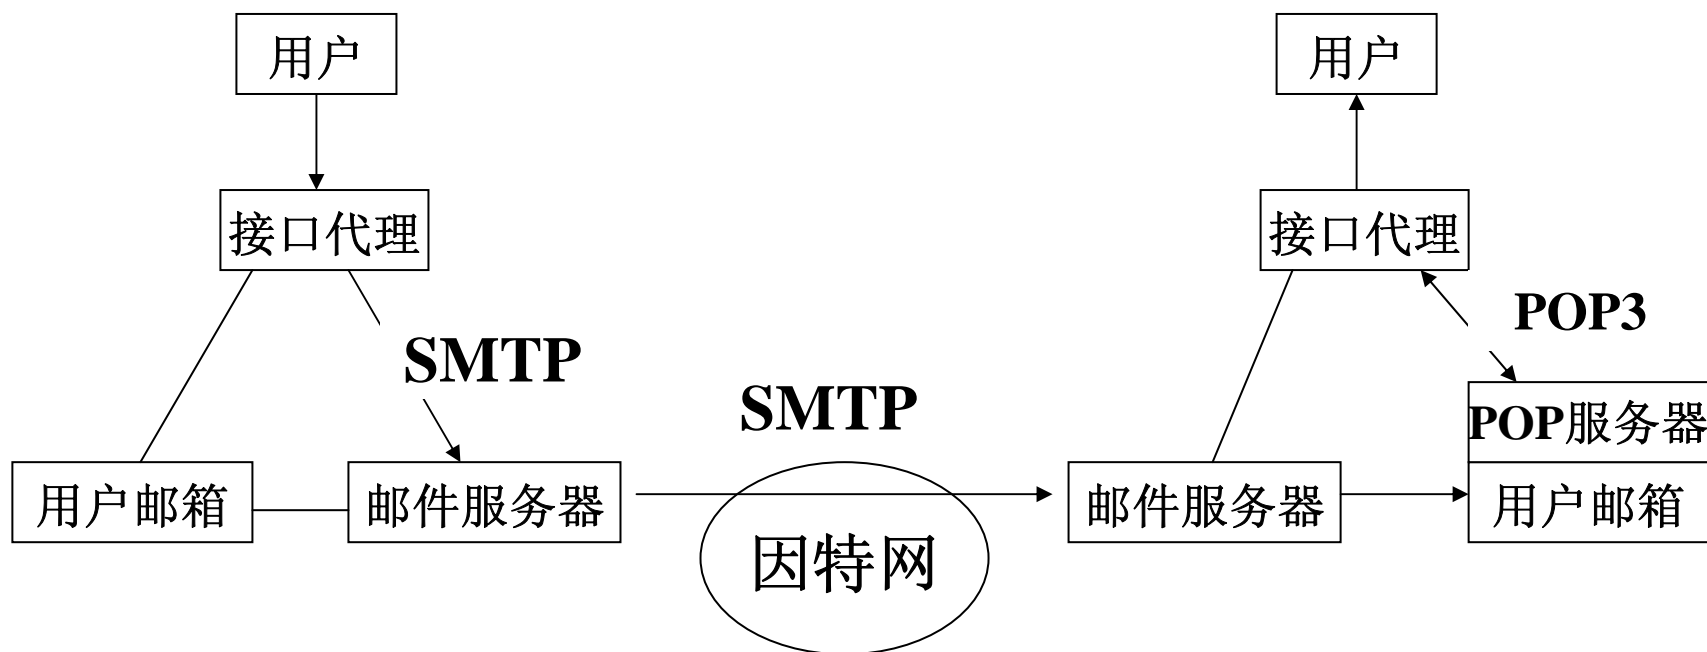 用户
用户
接口代理
接口代理
POP3
SMTP
SMTP
POP服务器
用户邮箱
邮件服务器
邮件服务器
用户邮箱
因特网